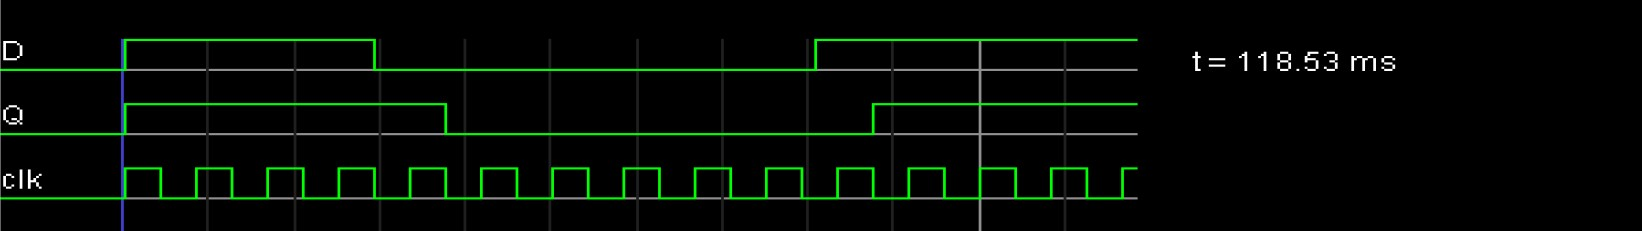 D
t = 118.53 ms
Q
clk